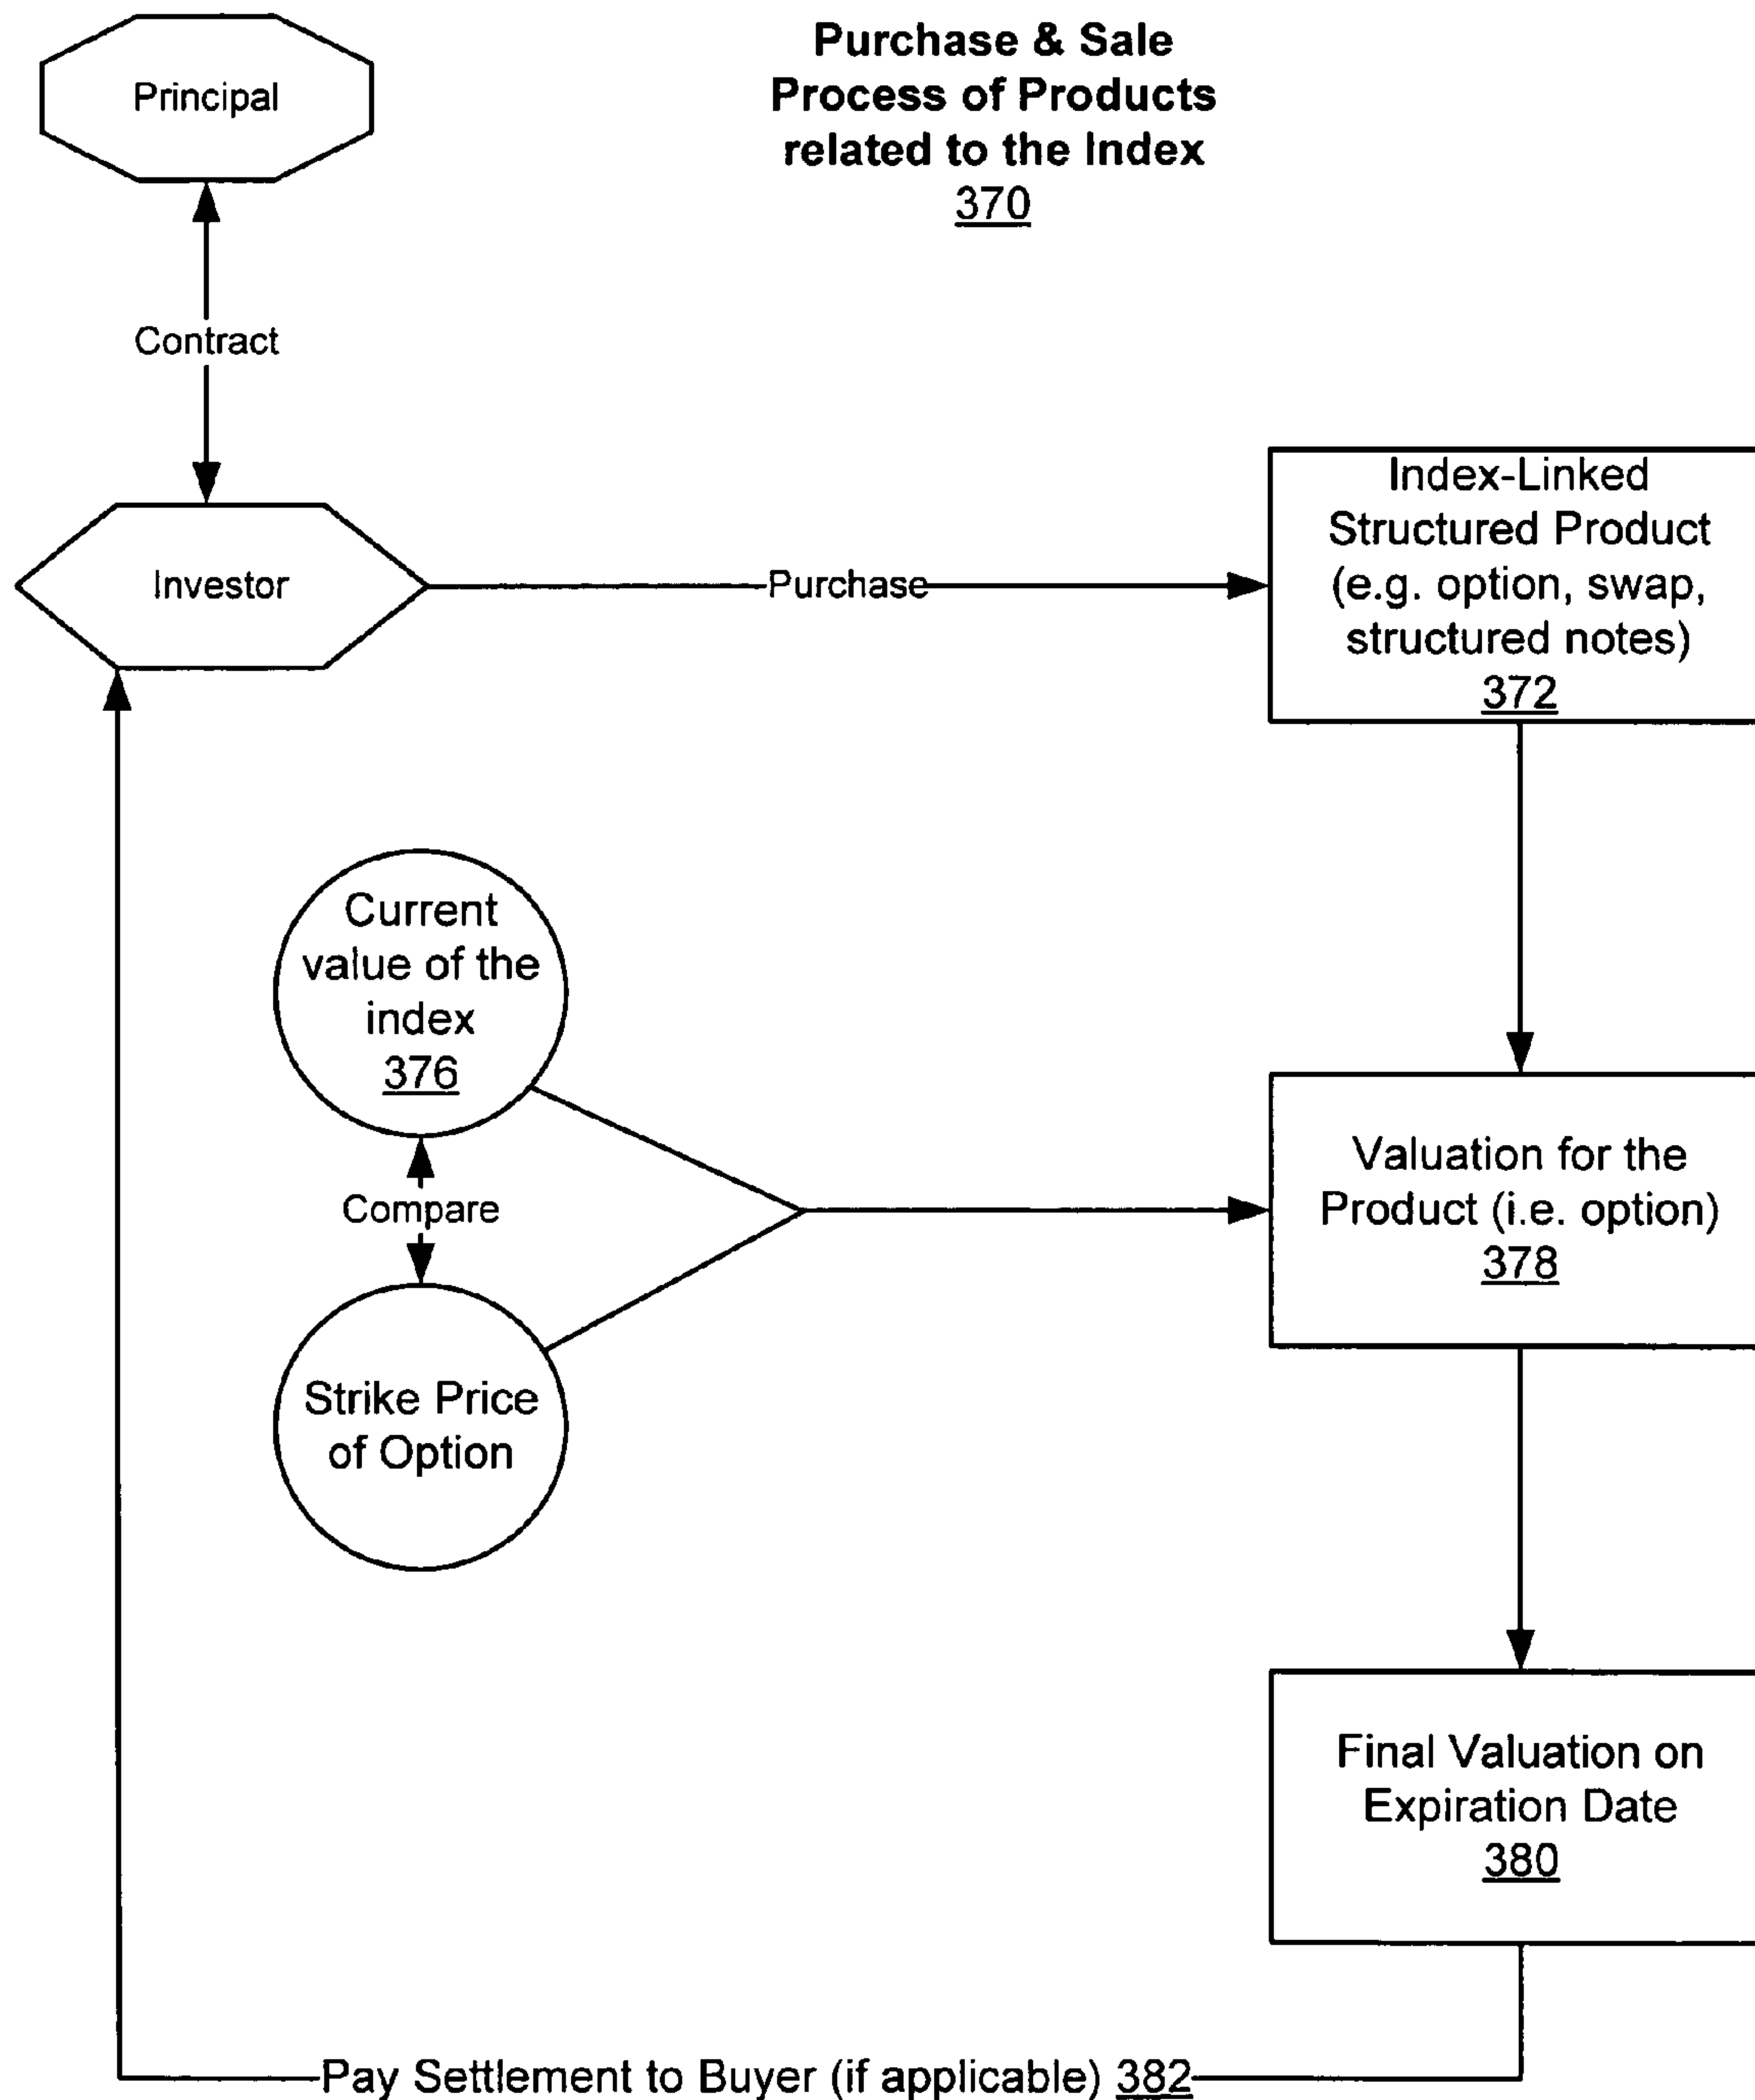 Principal
Purchase & Sale
Process of Products
related to the Index
370
Contract
Investor
Purchase
Index-Linked
Structured Product
(e.g. option, swap,
structured notes)
372
Current
value of the
index
376
Compare
Strike Price
of Option
Valuation for the
Product (i.e. option)
378
Final Valuation on
Expiration Date
380
Pay Settlement to Buyer (if applicable) 382